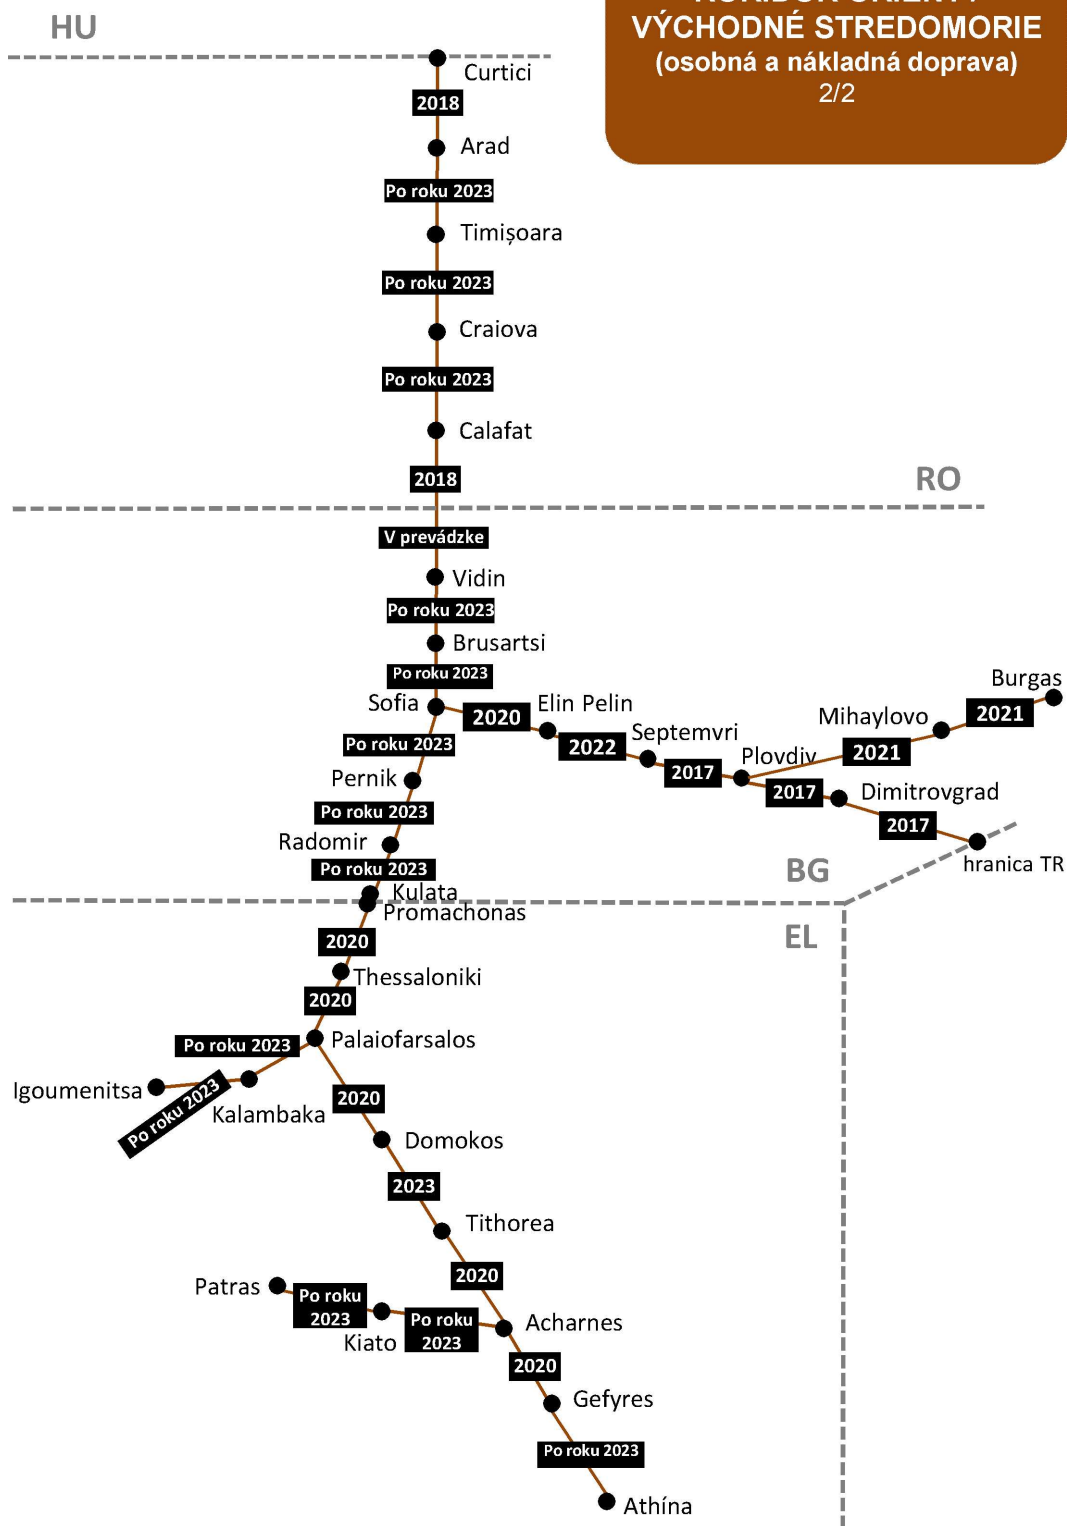 HU
VÝCHODNÉ STREDOMORIE
(osobná a nákladná doprava)
2/2
Curtici
2018
Arad
Po roku 2023
Timișoara
Po roku 2023
Craiova
Po roku 2023
Calafat
2018
RO
V prevádzke
Vidin
Po roku 2023
Brusartsi
Po roku 2023
Sofia
2020
Elin Pelin
2022
Septemvri
2017
Plovdiv
2021
Mihaylovo
2021
Burgas
2017
Dimitrovgrad
2017
hranica TR
Po roku 2023
Pernik
Po roku 2023
Radomir
Po roku 2023
BG
Kulata
Promachonas
EL
2020
Thessaloniki
2020
Palaiofarsalos
Po roku 2023
Kalambaka
Po roku 2023
Igoumenitsa
2020
Domokos
2023
Tithorea
2020
Patras
Po roku
2023
Kiato
Po roku
2023
Acharnes
2020
Gefyres
Po roku 2023
Athína